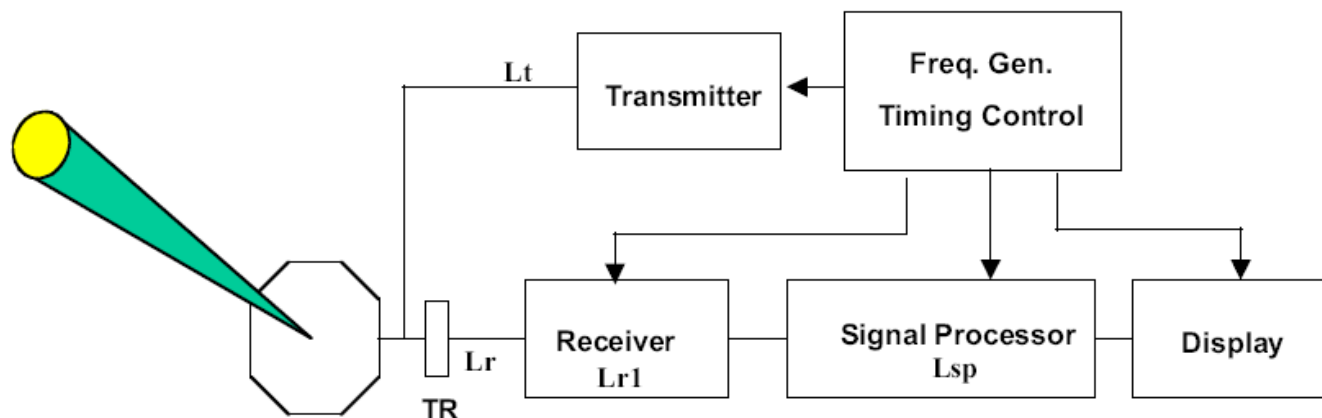 Freq. Gen.
Timing Control
Lt
Transmitter
Receiver
Lr1
Signal Processor
Lsp
Display
Lr
TR